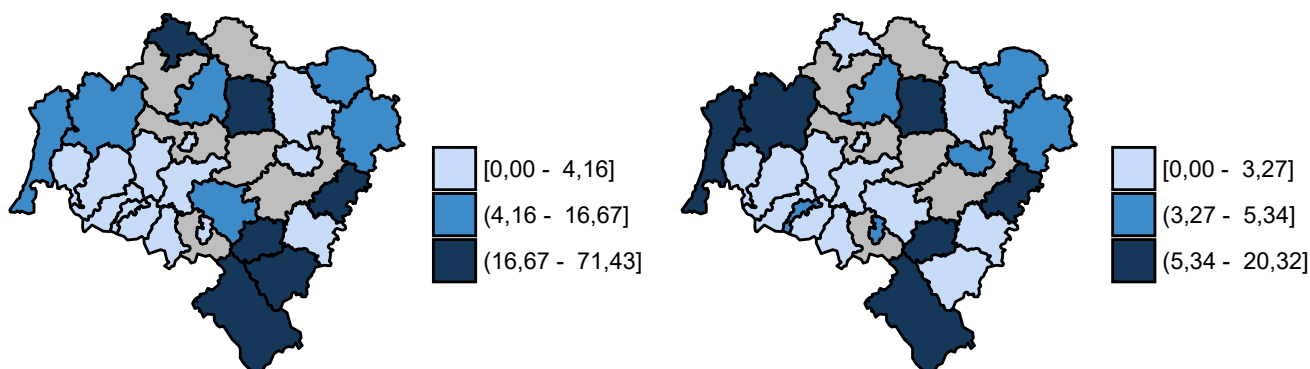 [0,00 -  4,16]
(4,16 -  16,67]
(16,67 -  71,43]
[0,00 -  3,27]
(3,27 -  5,34]
(5,34 -  20,32]